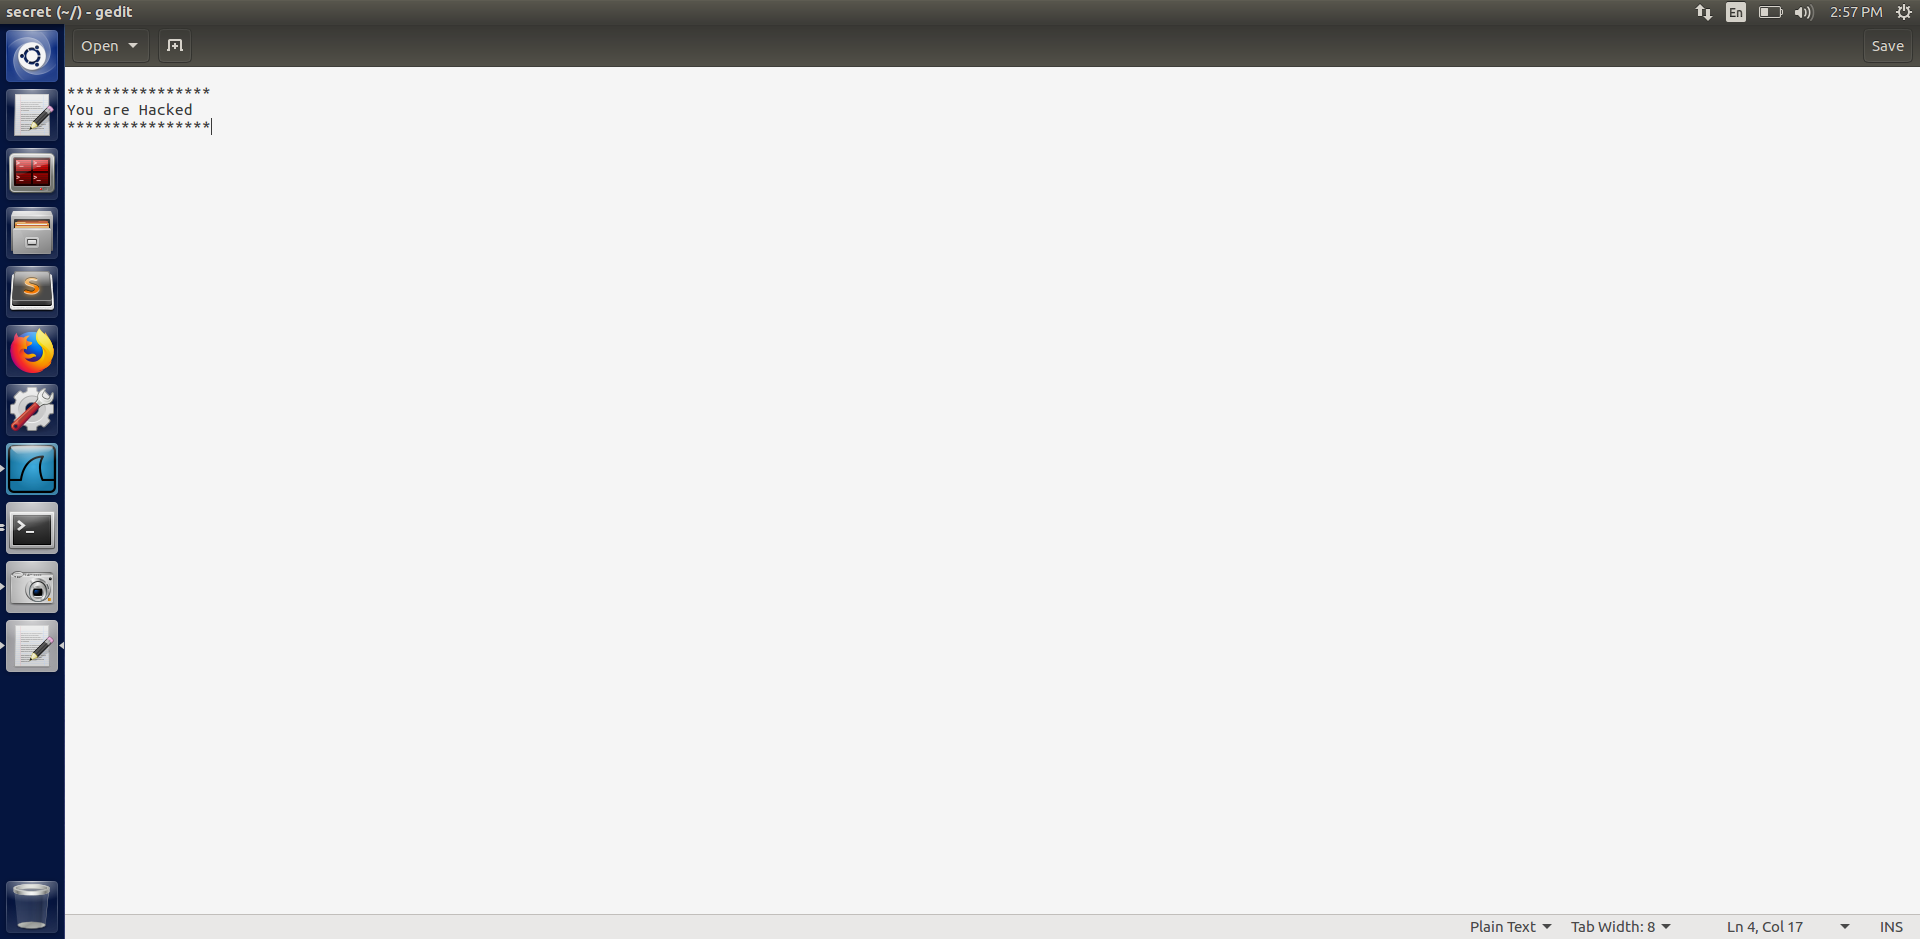 secret (~/) - gedit
En
2:57 PM
Open
Save
****************
You are Hacked
****************
Plain Text
Tab Width: 8
Ln 4, Col 17
INS